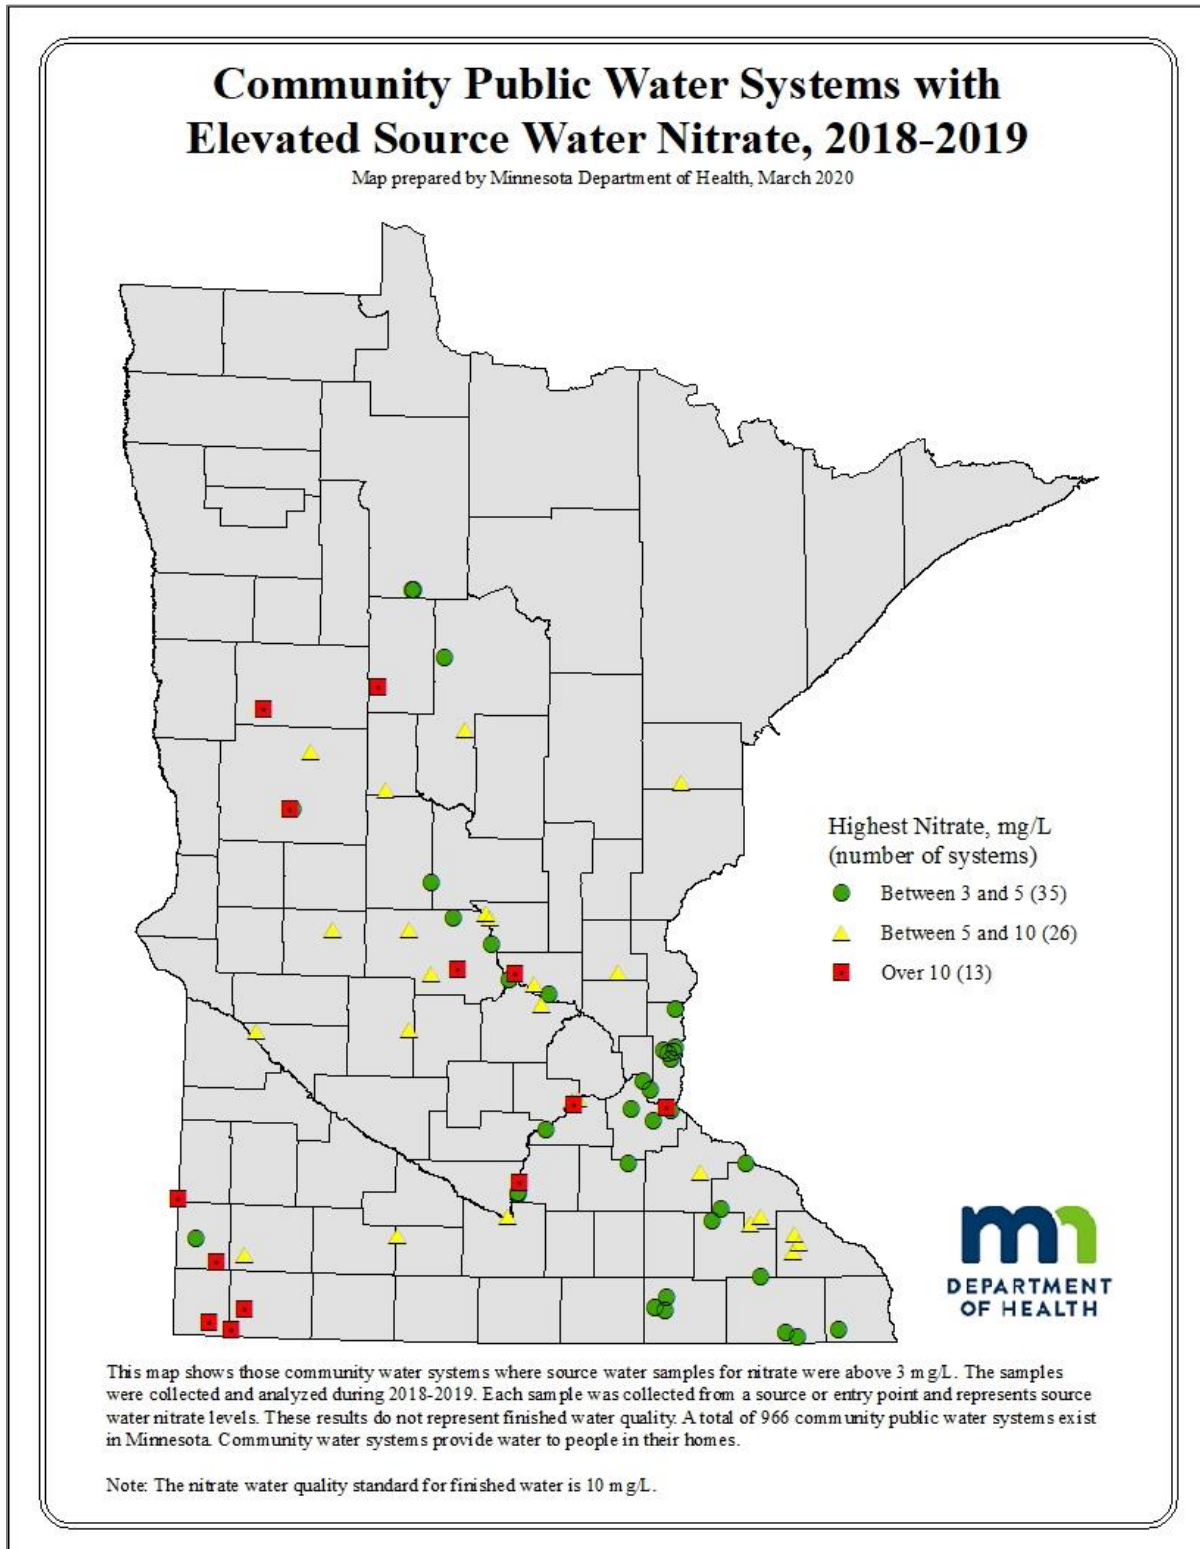 Community Public Water Systems with
Elevated Source Water Nitrate, 2018-2019
Map prepared by Minnesota Department of Health, March 2020
Highest Nitrate, mg/L
(number of systems)
Between 3 and 5 (35)
Between 5 and 10 (26)
Over 10 (13)
mn
DEPARTMENT
OF HEALTH
This map shows those community water systems where source water samples for nitrate were above 3 mg/L. The samples
were collected and analyzed during 2018-2019. Each sample was collected from a source or entry point and represents source
water nitrate levels. These results do not represent finished water quality. A total of 966 community public water systems exist
in Minnesota. Community water systems provide water to people in their homes.
Note: The nitrate water quality standard for finished water is 10 mg/L.